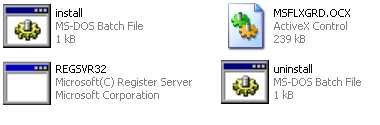 install
MS-DOS Batch File
1 kB
MSFLXGRD.OCX
ActiveX Control
239 kB
REGSVR32
Microsoft(C) Register Server
Microsoft Corporation
uninstall
MS-DOS Batch File
1 kB